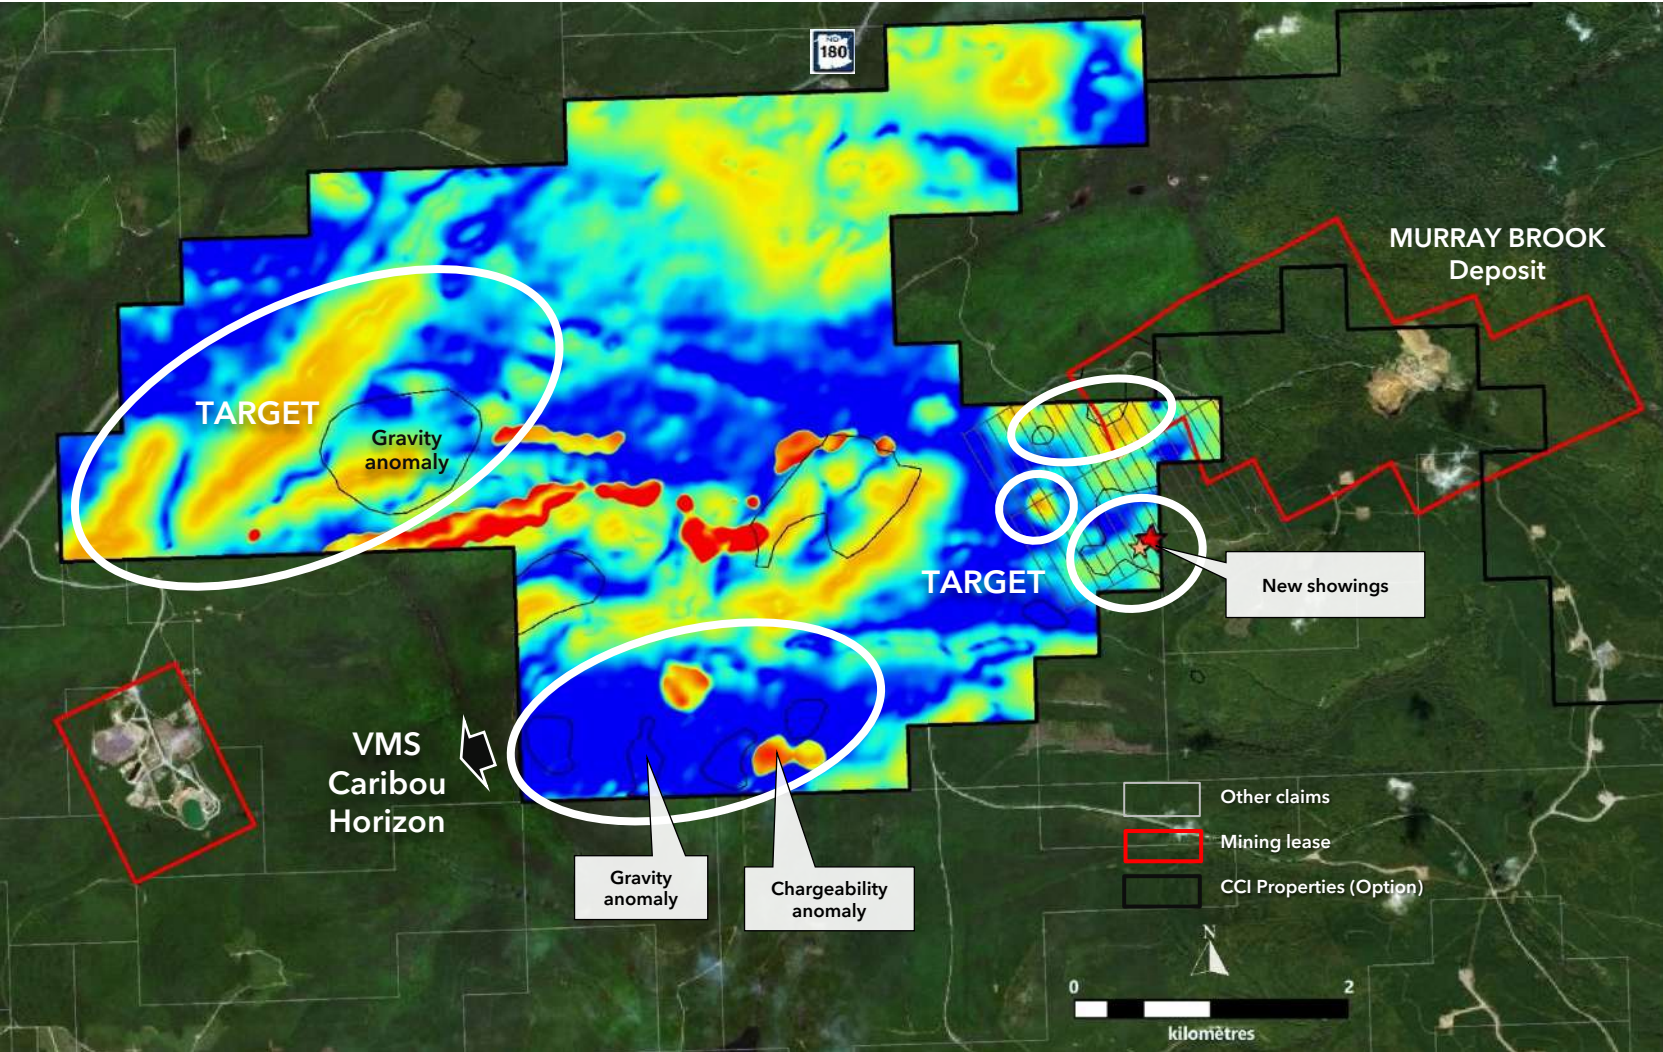 180
MURRAY BROOK
Deposit
TARGET
Gravity
anomaly
TARGET
New showings
VMS
Caribou
Horizon
Gravity
anomaly
Chargeability
anomaly
Other claims
Mining lease
CCI Properties (Option)
N
0 2
kilomètres